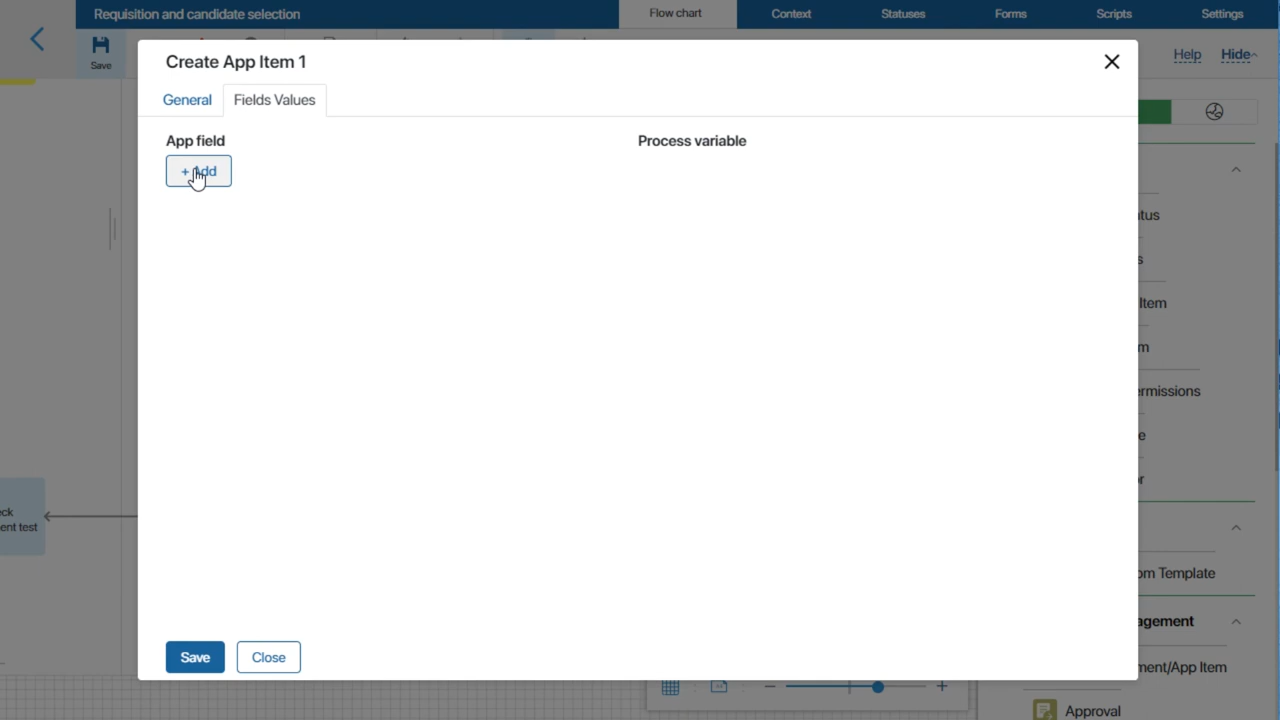 Requisition and candidate selection
Flow chart
Context
Statuses
Forms
Scripts
Settings
Save
Help
Hide
Create App Item 1
General
Fields Values
App field
Process variable
+ Add
tus
s
Item
m
ermissions
e
r
eck
ent test
om Template
agement
ment/App Item
Save
Close
Approval